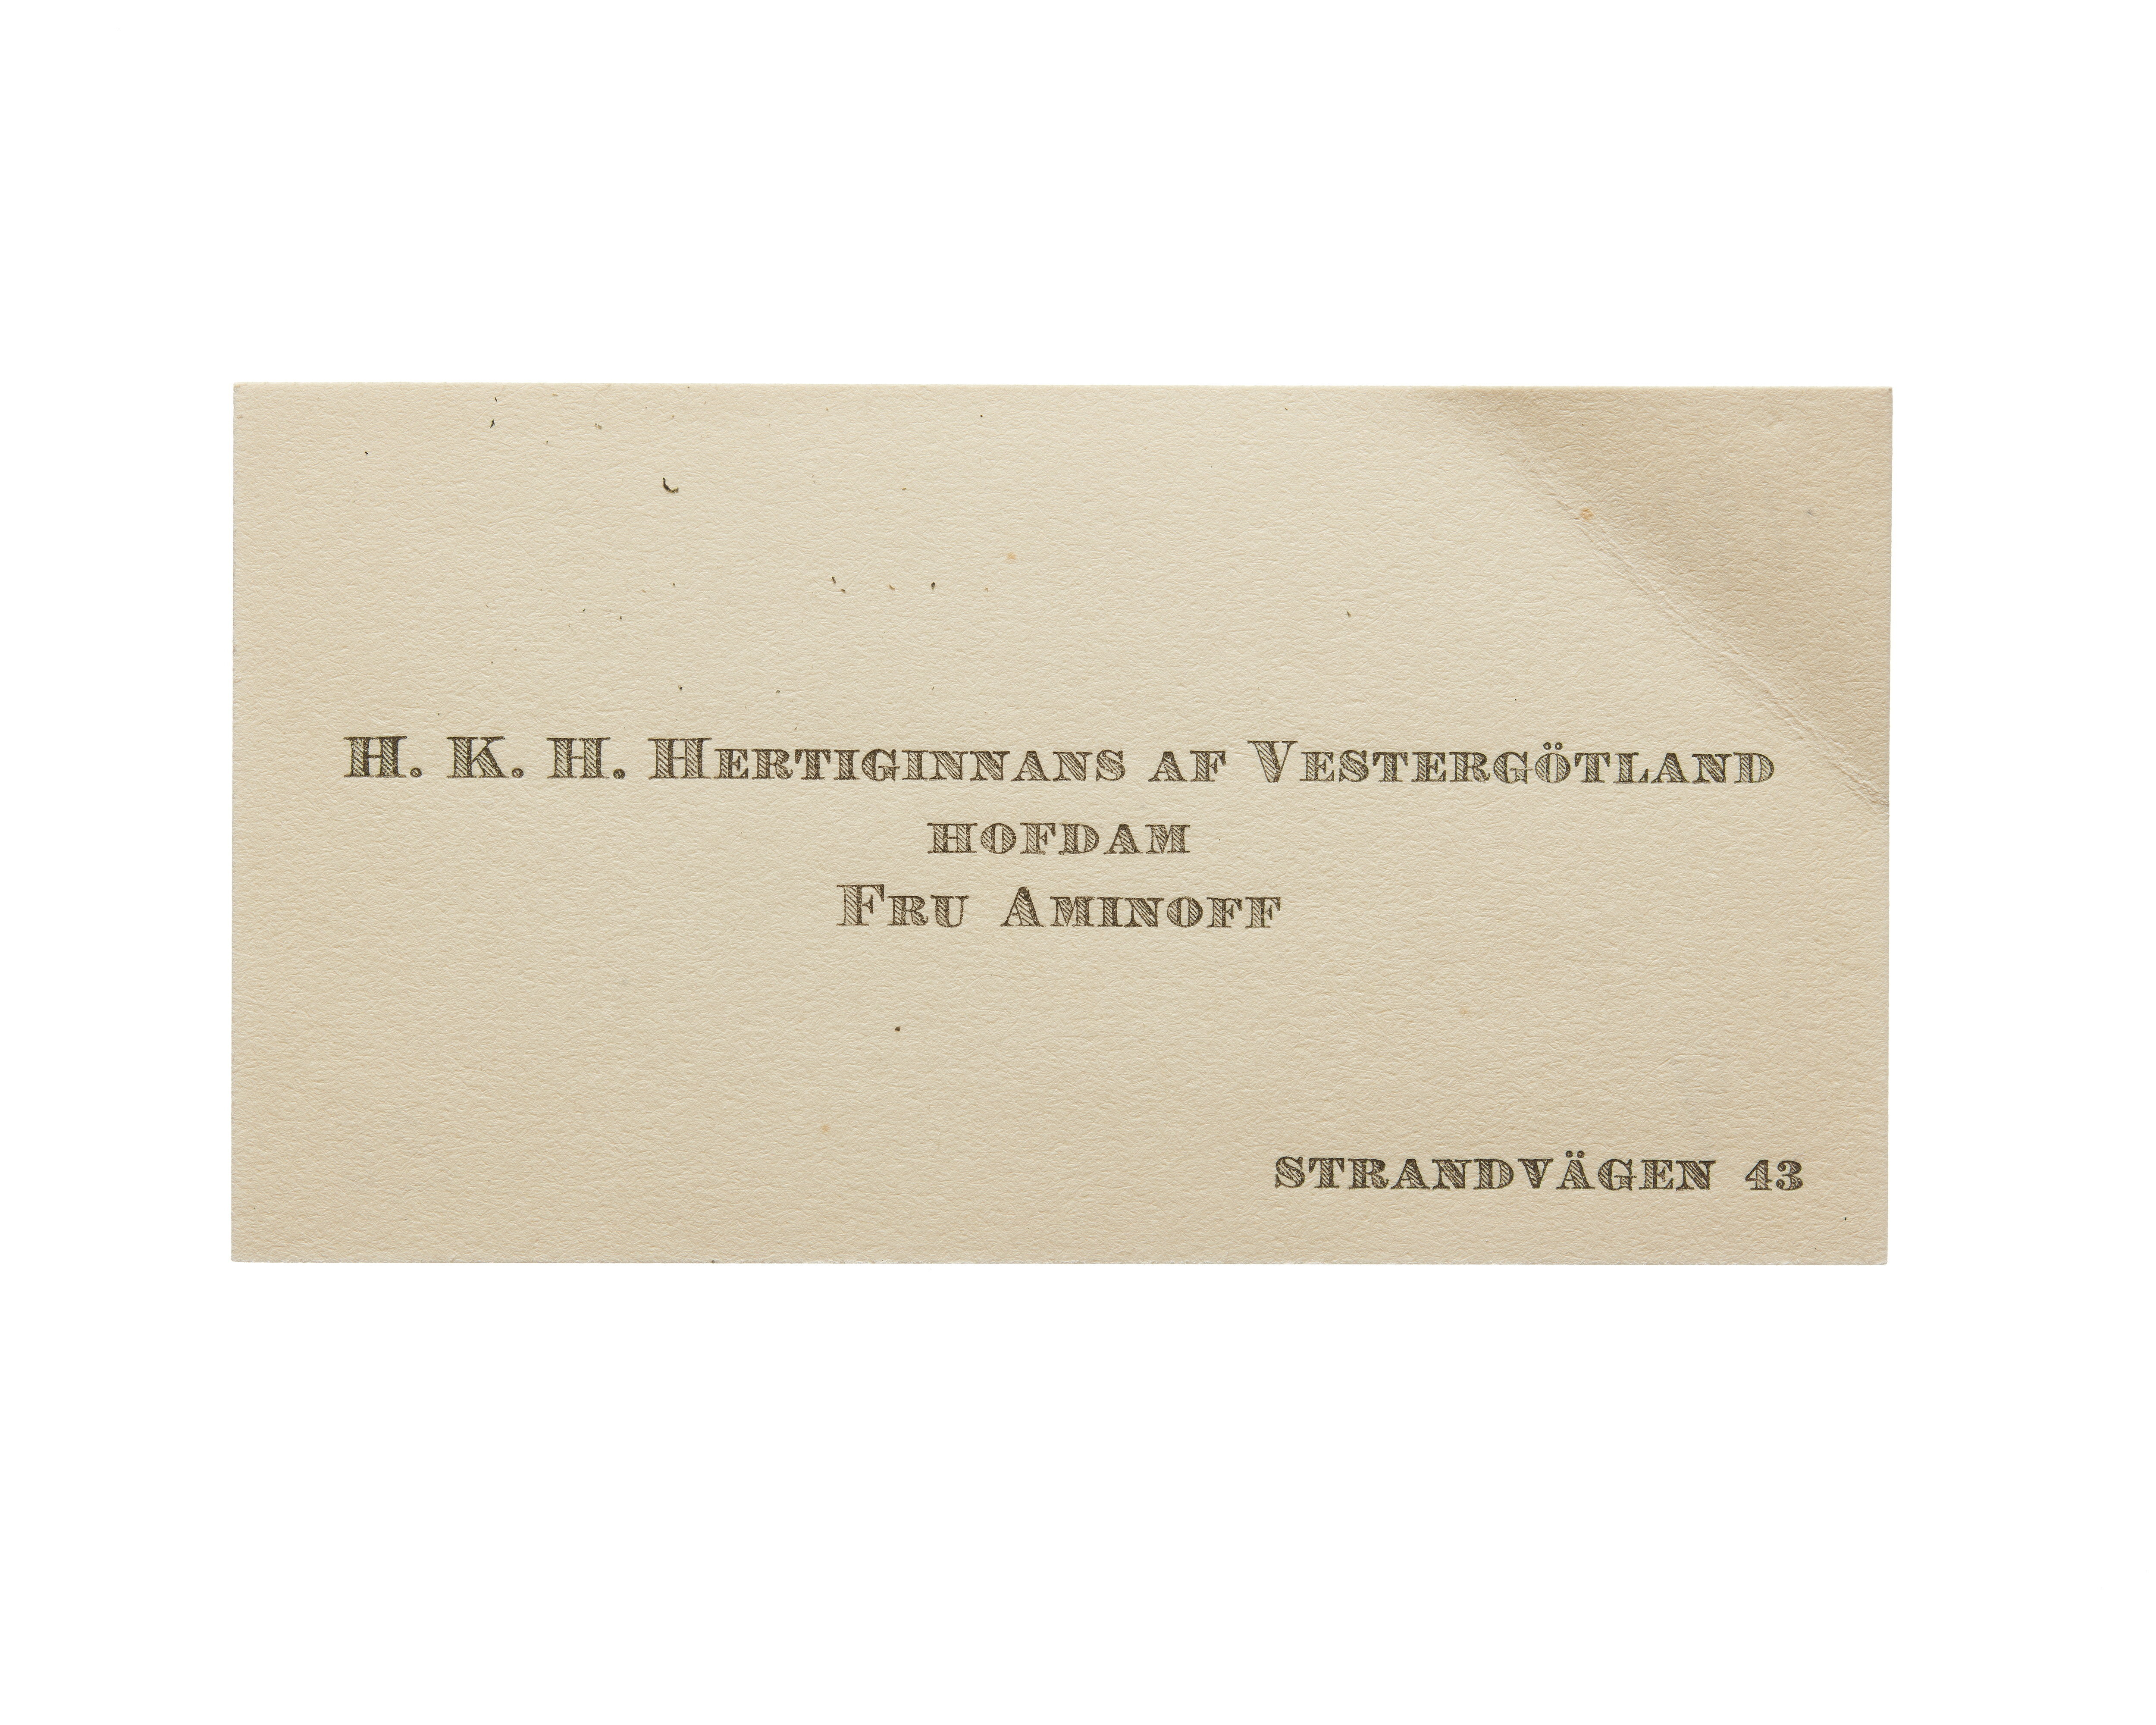 H. K. H. Hertiginnans af Vestergötland
hofdam
Fru Aminoff
strandvägen 43